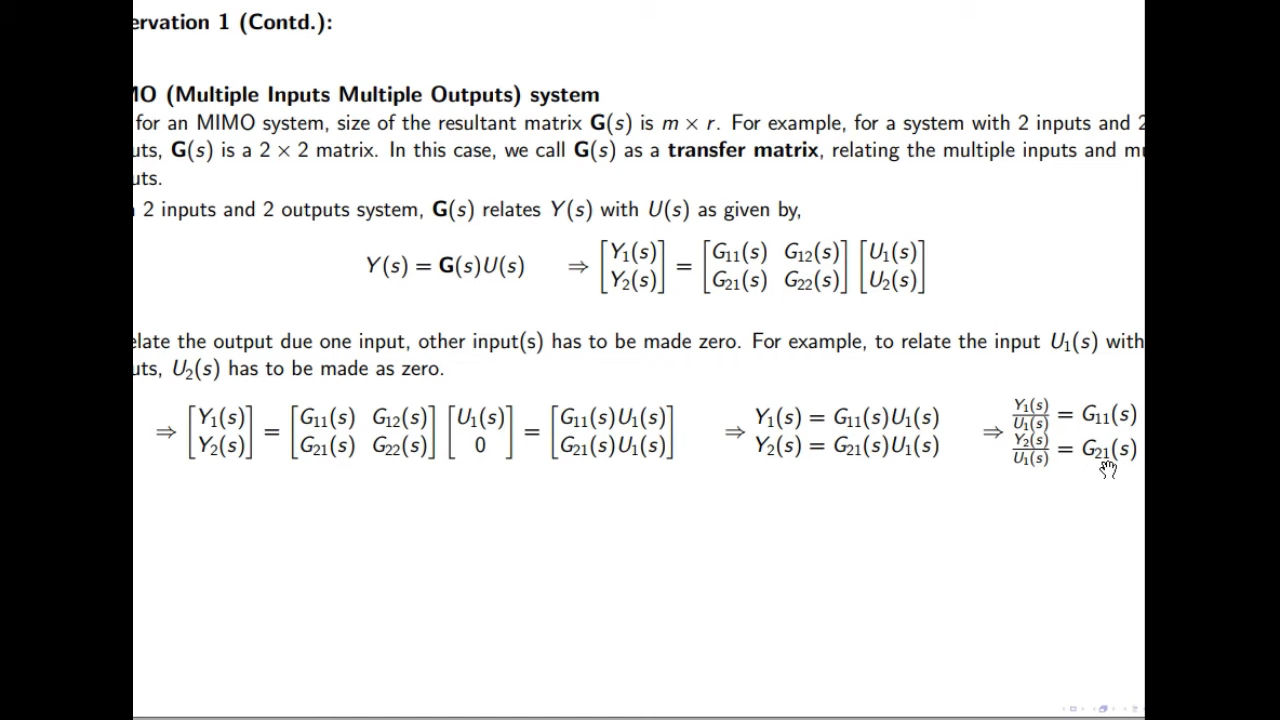 ervation 1 (Contd.):
MO (Multiple Inputs Multiple Outputs) system
for an MIMO system, size of the resultant matrix G(s) is m × r. For example, for a system with 2 inputs and 2
uts, G(s) is a 2 × 2 matrix. In this case, we call G(s) as a transfer matrix, relating the multiple inputs and mu
uts.
2 inputs and 2 outputs system, G(s) relates Y(s) with U(s) as given by,
Y(s) = G(s)U(s) ⇒ [Y₁(s) Y₂(s)] = [G₁₁(s) G₁₂(s) G₂₁(s) G₂₂(s)] [U₁(s) U₂(s)]
elate the output due one input, other input(s) has to be made zero. For example, to relate the input U₁(s) with
uts, U₂(s) has to be made as zero.
⇒ [Y₁(s) Y₂(s)] = [G₁₁(s) G₁₂(s) G₂₁(s) G₂₂(s)] [U₁(s) 0] = [G₁₁(s)U₁(s) G₂₁(s)U₁(s)] ⇒ Y₁(s) = G₁₁(s)U₁(s) Y₂(s) = G₂₁(s)U₁(s) ⇒ Y₁(s)/U₁(s) = G₁₁(s) Y₂(s)/U₁(s) = G₂₁(s)